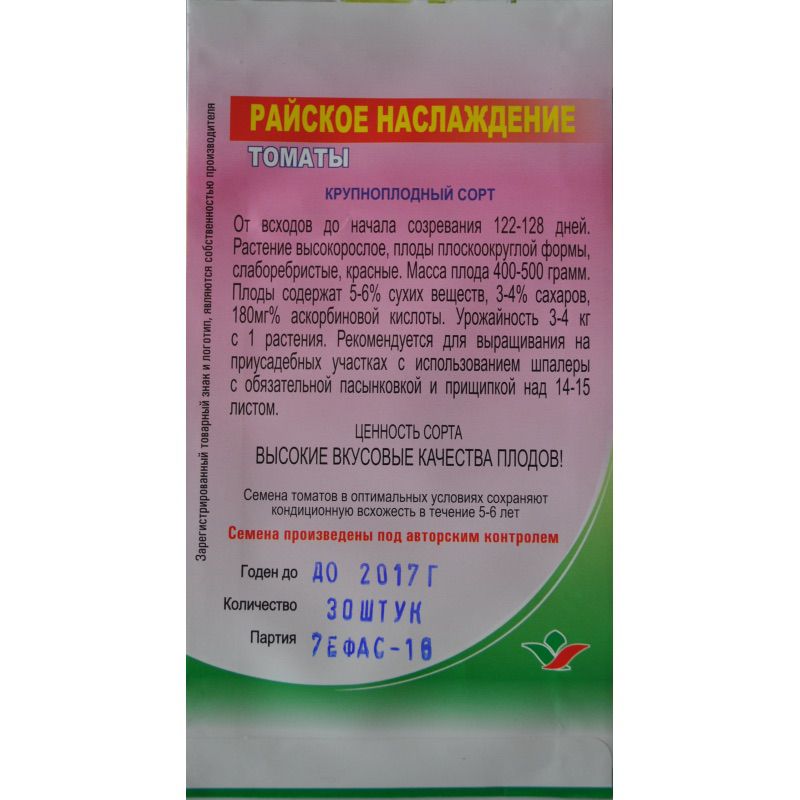 РАЙСКОЕ НАСЛАЖДЕНИЕ
ТОМАТЫ
КРУПНОПЛОДНЫЙ СОРТ
От всходов до начала созревания 122-128 дней.
Растение высокорослое, плоды плоскоокруглой формы,
слаборебристые, красные. Масса плода 400-500 грамм.
Плоды содержат 5-6% сухих веществ, 3-4% сахаров,
180мг% аскорбиновой кислоты. Урожайность 3-4 кг
с 1 растения. Рекомендуется для выращивания на
приусадебных участках с использованием шпалеры
с обязательной пасынковкой и прищипкой над 14-15
листом.
ЦЕННОСТЬ СОРТА
ВЫСОКИЕ ВКУСОВЫЕ КАЧЕСТВА ПЛОДОВ!
Семена томатов в оптимальных условиях сохраняют
кондиционную всхожесть в течение 5-6 лет
Семена произведены под авторским контролем
Годен до ДО 2017Г
Количество 30ШТУК
Партия 7ЕФАС-16
Зарегистрированный товарный знак и логотип, являются собственностью производителя